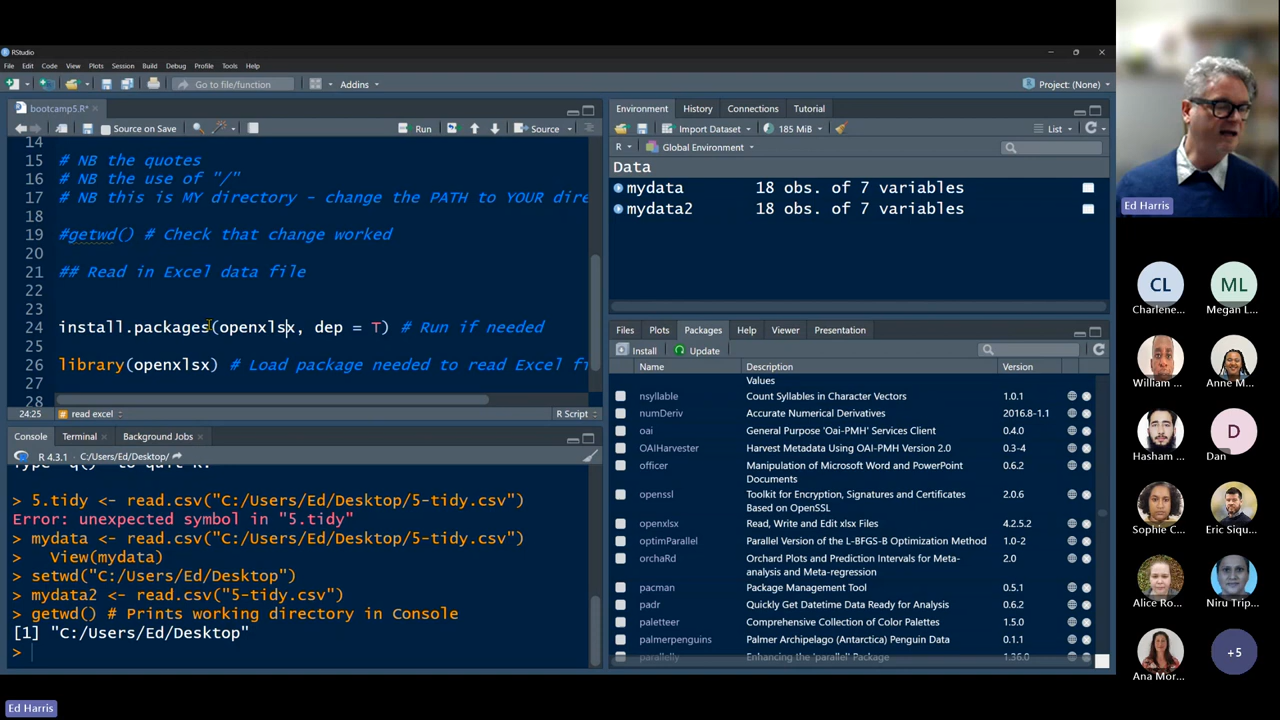 RStudio
File Edit Code View Plots Session Build Debug Profile Tools Help
Go to file/function
Addins
Project: (None)
bootcamp5.R*
Source on Save
Run
Source
14
15 # NB the quotes
16 # NB the use of "/"
17 # NB this is MY directory - change the PATH to YOUR dire
18
19 #getwd() # Check that change worked
20
21 ## Read in Excel data file
22
23
24 install.packages(openxlsx, dep = T) # Run if needed
25
26 library(openxlsx) # Load package needed to read Excel fi
27
28
24:25 read excel R Script
Console Terminal Background Jobs
R 4.3.1 · C:/Users/Ed/Desktop/
Type 'q()' to quit R.
> 5.tidy <- read.csv("C:/Users/Ed/Desktop/5-tidy.csv")
Error: unexpected symbol in "5.tidy"
> mydata <- read.csv("C:/Users/Ed/Desktop/5-tidy.csv")
> View(mydata)
> setwd("C:/Users/Ed/Desktop")
> mydata2 <- read.csv("5-tidy.csv")
> getwd() # Prints working directory in Console
[1] "C:/Users/Ed/Desktop"
>
Environment History Connections Tutorial
Import Dataset 185 MiB List
R Global Environment
Data
mydata 18 obs. of 7 variables
mydata2 18 obs. of 7 variables
Files Plots Packages Help Viewer Presentation
Install Update
Name Description Version
Values
nsyllable Count Syllables in Character Vectors 1.0.1
numDeriv Accurate Numerical Derivatives 2016.8-1.1
oai General Purpose 'Oai-PMH' Services Client 0.4.0
OAIHarvester Harvest Metadata Using OAI-PMH Version 2.0 0.3-4
officer Manipulation of Microsoft Word and PowerPoint 0.6.2
Documents
openssl Toolkit for Encryption, Signatures and Certificates 2.0.6
Based on OpenSSL
openxlsx Read, Write and Edit xlsx Files 4.2.5.2
optimParallel Parallel Version of the L-BFGS-B Optimization Method 1.0-2
orchaRd Orchard Plots and Prediction Intervals for Meta- 2.0
analysis and Meta-regression
pacman Package Management Tool 0.5.1
padr Quickly Get Datetime Data Ready for Analysis 0.6.2
paletteer Comprehensive Collection of Color Palettes 1.5.0
palmerpenguins Palmer Archipelago (Antarctica) Penguin Data 0.1.1
parallelly Enhancing the 'parallel' Package 1.36.0
Ed Harris
CL ML
Charlene... Megan L...
William ... Anne M...
D
Hasham ... Dan
Sophie C... Eric Siqu...
Alice Ro... Niru Trip...
+5
Ana Mor...
Ed Harris